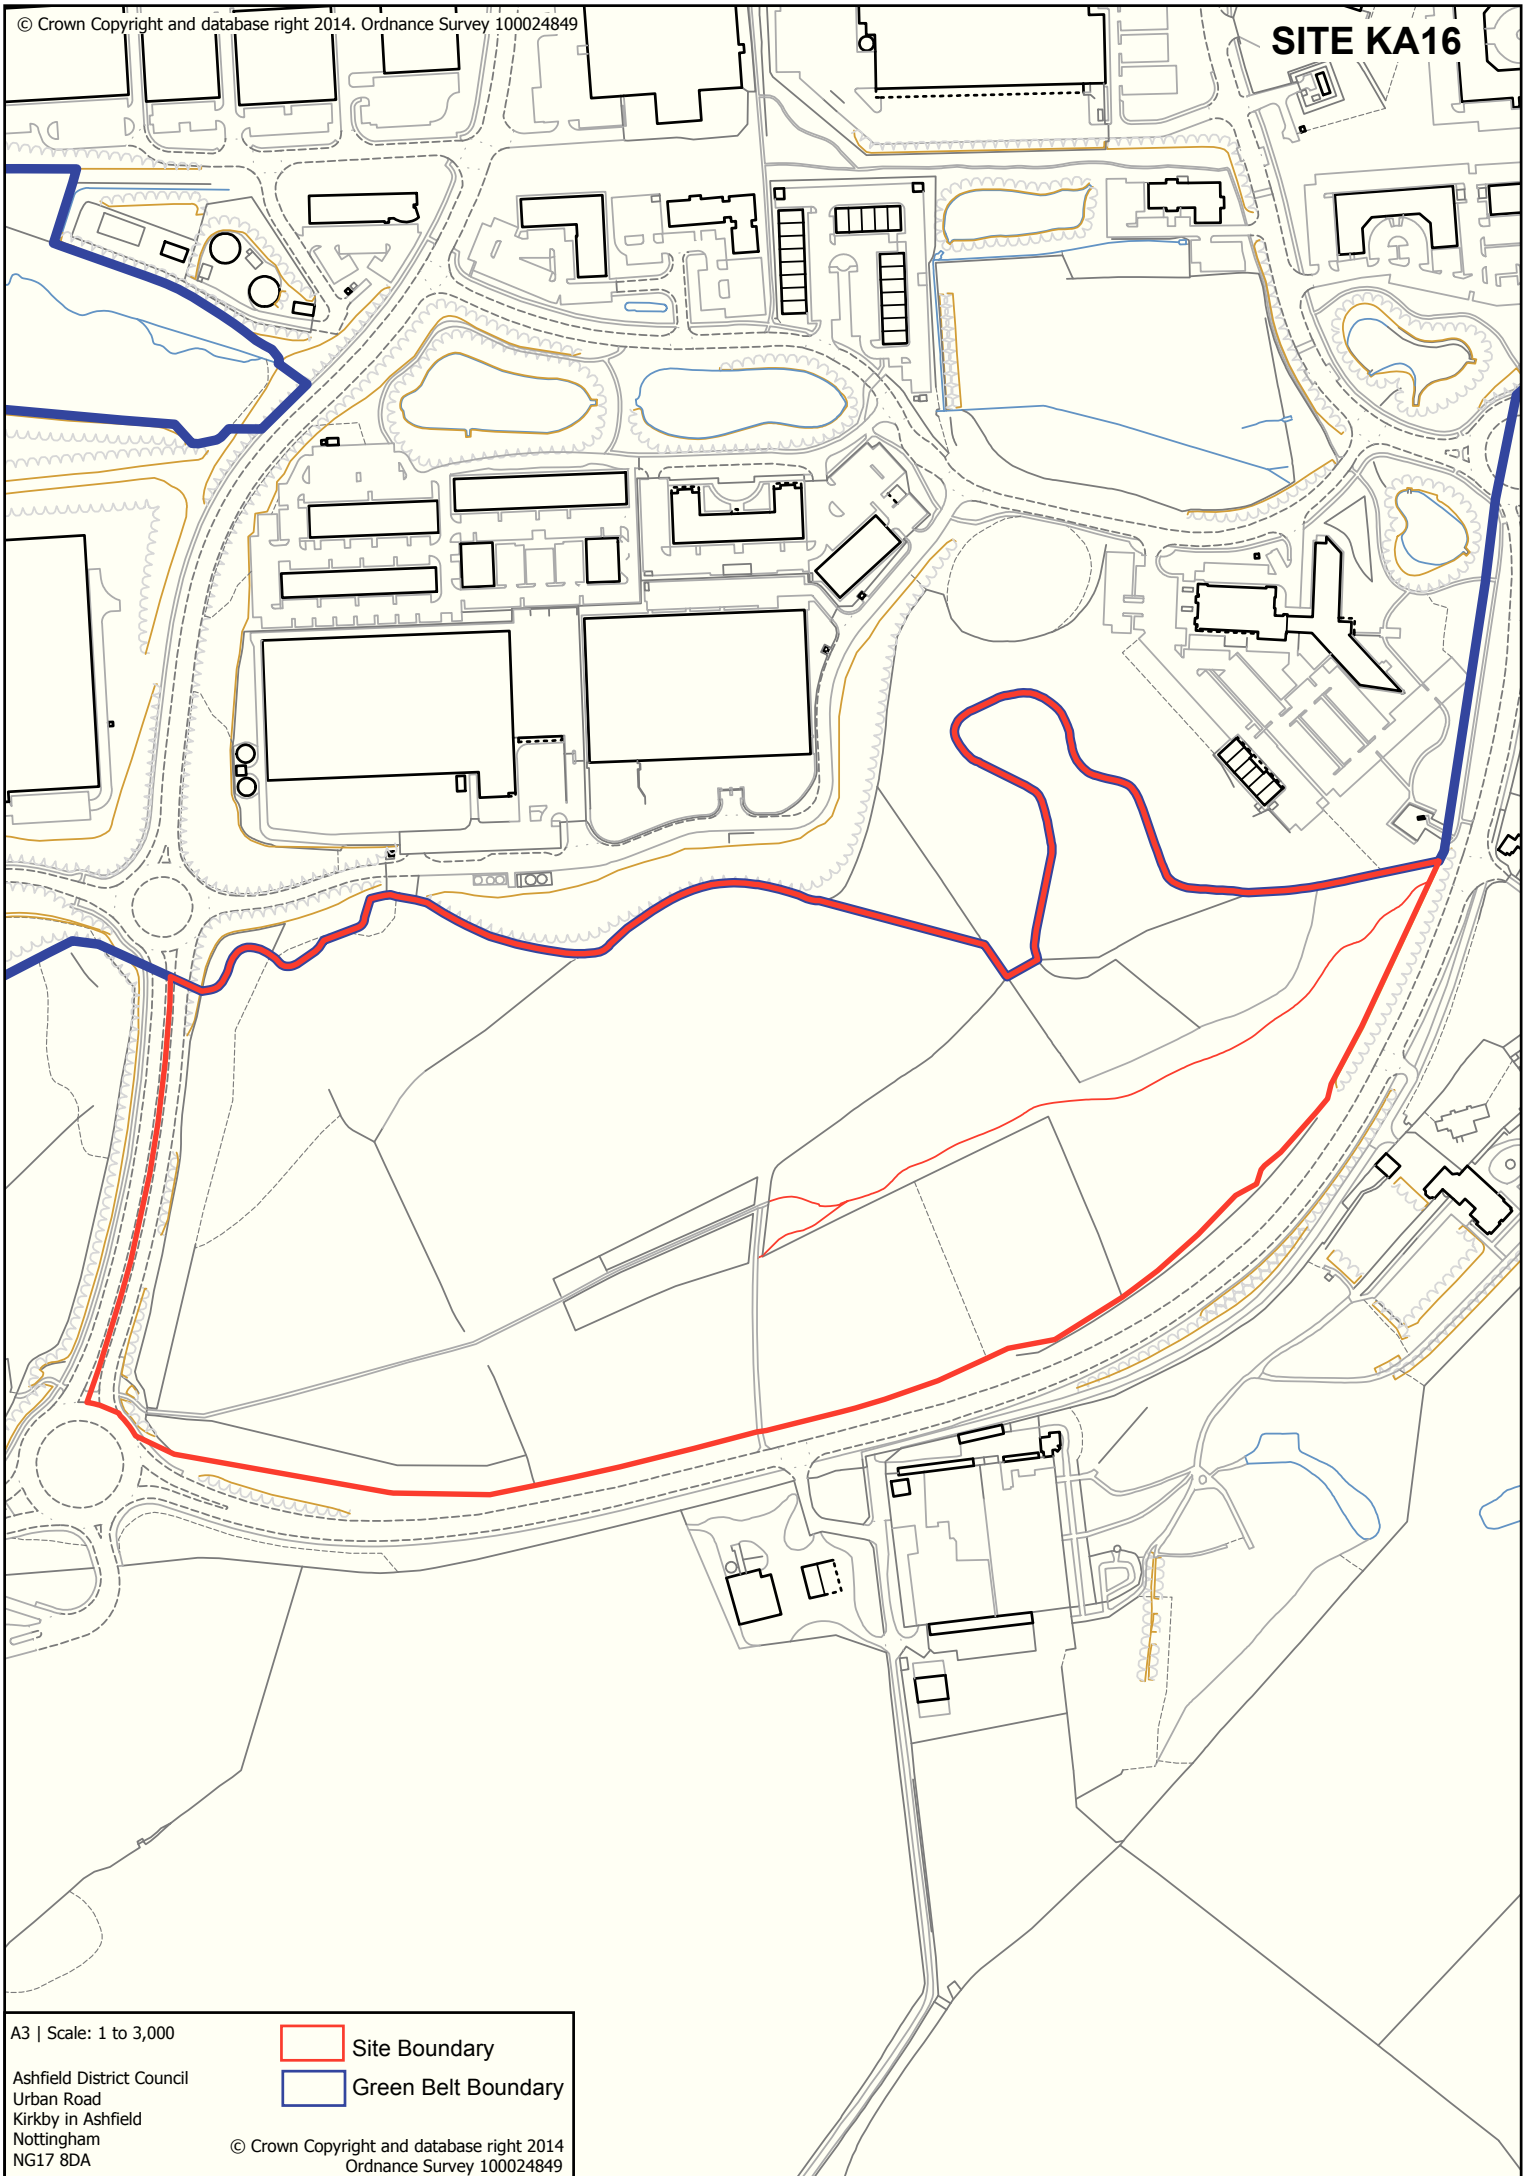 © Crown Copyright and database right 2014. Ordnance Survey 100024849
SITE KA16
A3 | Scale: 1 to 3,000
Ashfield District Council
Urban Road
Kirkby in Ashfield
Nottingham
NG17 8DA
Site Boundary
Green Belt Boundary
© Crown Copyright and database right 2014
Ordnance Survey 100024849